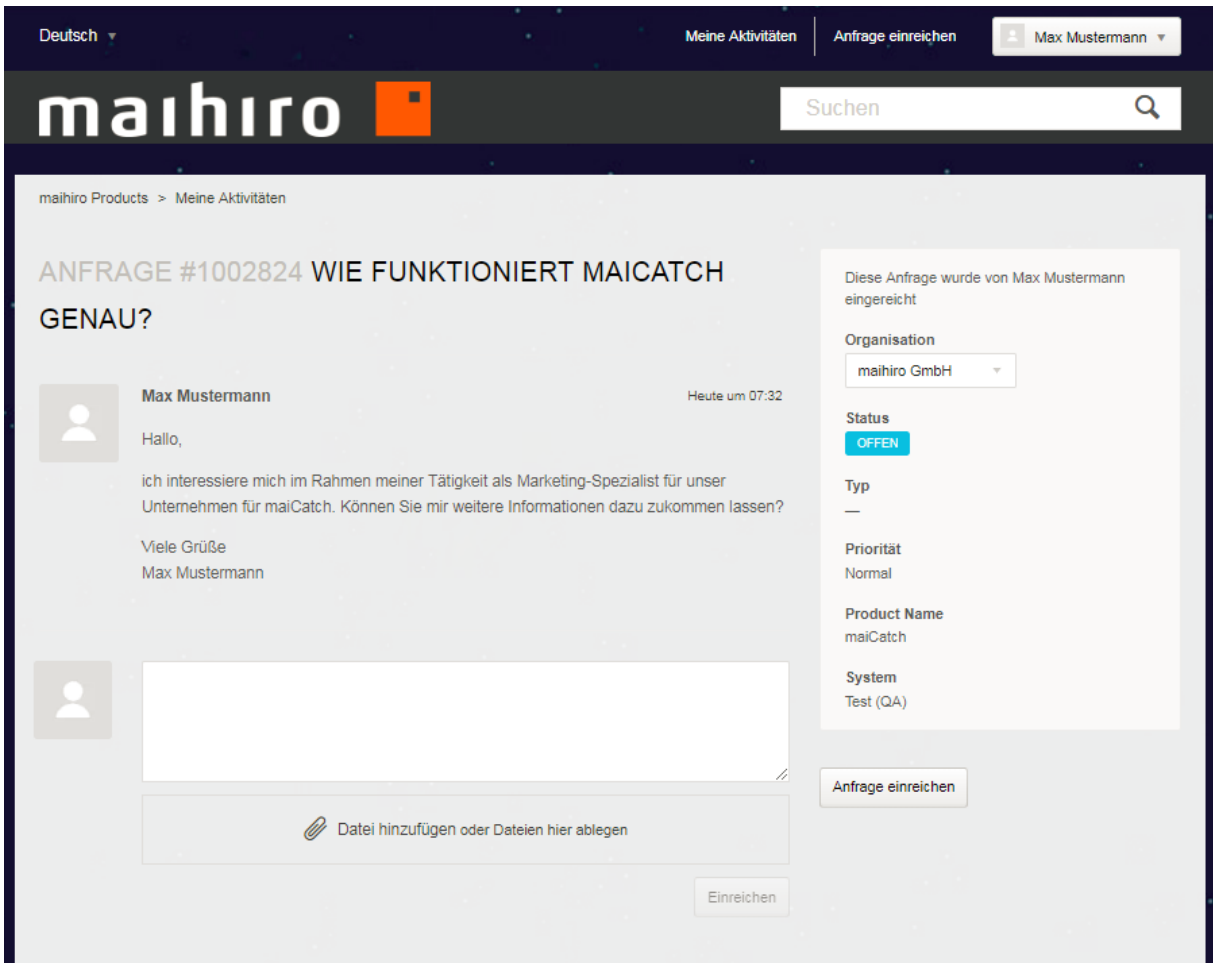 Deutsch
Meine Aktivitäten
Anfrage einreichen
Max Mustermann
maihiro
Suchen
maihiro Products > Meine Aktivitäten
ANFRAGE #1002824 WIE FUNKTIONIERT MAICATCH
GENAU?
Max Mustermann
Heute um 07:32
Hallo,
ich interessiere mich im Rahmen meiner Tätigkeit als Marketing-Spezialist für unser
Unternehmen für maiCatch. Können Sie mir weitere Informationen dazu zukommen lassen?
Viele Grüße
Max Mustermann
Datei hinzufügen oder Dateien hier ablegen
Einreichen
Diese Anfrage wurde von Max Mustermann
eingereicht
Organisation
maihiro GmbH
Status
OFFEN
Typ
—
Priorität
Normal
Product Name
maiCatch
System
Test (QA)
Anfrage einreichen